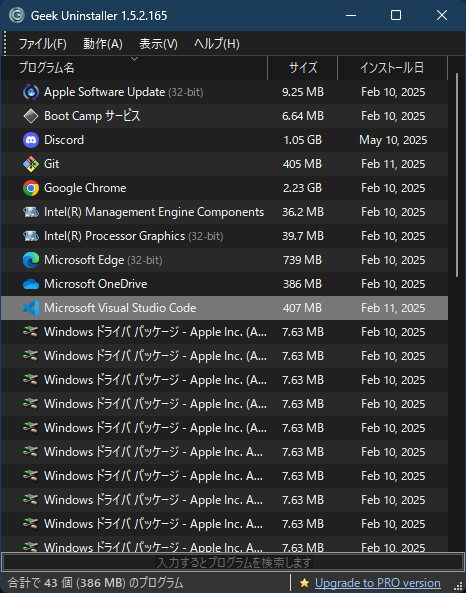 Geek Uninstaller 1.5.2.165
ファイル(F) 動作(A) 表示(V) ヘルプ(H)
プログラム名 サイズ インストール日
Apple Software Update (32-bit) 9.25 MB Feb 10, 2025
Boot Camp サービス 6.64 MB Feb 10, 2025
Discord 1.05 GB May 10, 2025
Git 405 MB Feb 11, 2025
Google Chrome 2.23 GB Feb 10, 2025
Intel(R) Management Engine Components 36.2 MB Feb 10, 2025
Intel(R) Processor Graphics (32-bit) 39.7 MB Feb 10, 2025
Microsoft Edge (32-bit) 739 MB Feb 10, 2025
Microsoft OneDrive 386 MB Feb 10, 2025
Microsoft Visual Studio Code 407 MB Feb 11, 2025
Windows ドライバ パッケージ - Apple Inc. (A... 7.63 MB Feb 10, 2025
Windows ドライバ パッケージ - Apple Inc. (A... 7.63 MB Feb 10, 2025
Windows ドライバ パッケージ - Apple Inc. (A... 7.63 MB Feb 10, 2025
Windows ドライバ パッケージ - Apple Inc. (A... 7.63 MB Feb 10, 2025
Windows ドライバ パッケージ - Apple Inc. (A... 7.63 MB Feb 10, 2025
Windows ドライバ パッケージ - Apple Inc. A... 7.63 MB Feb 10, 2025
Windows ドライバ パッケージ - Apple Inc. A... 7.63 MB Feb 10, 2025
Windows ドライバ パッケージ - Apple Inc. A... 7.63 MB Feb 10, 2025
Windows ドライバ パッケージ - Apple Inc. A... 7.63 MB Feb 10, 2025
Windows ドライバ パッケージ - Apple Inc. A... 7.63 MB Feb 10, 2025
入力するとプログラムを検索します
合計で 43 個 (386 MB) のプログラム Upgrade to PRO version